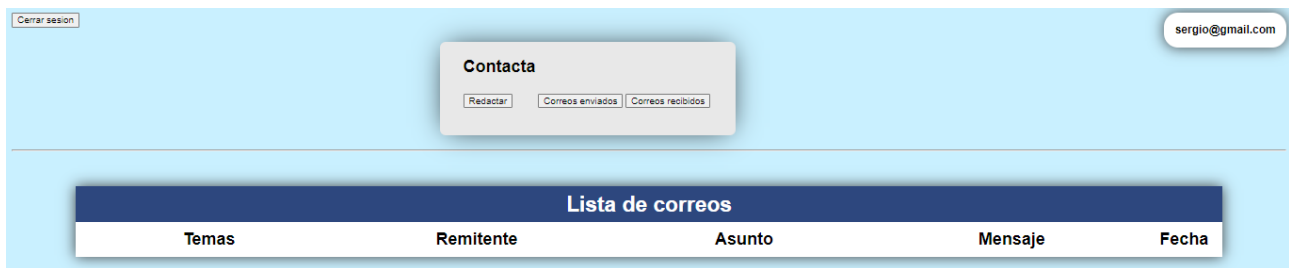 Cerrar sesion
sergio@gmail.com
Contacta
Redactar Correos enviados Correos recibidos
Lista de correos
Temas Remitente Asunto Mensaje Fecha